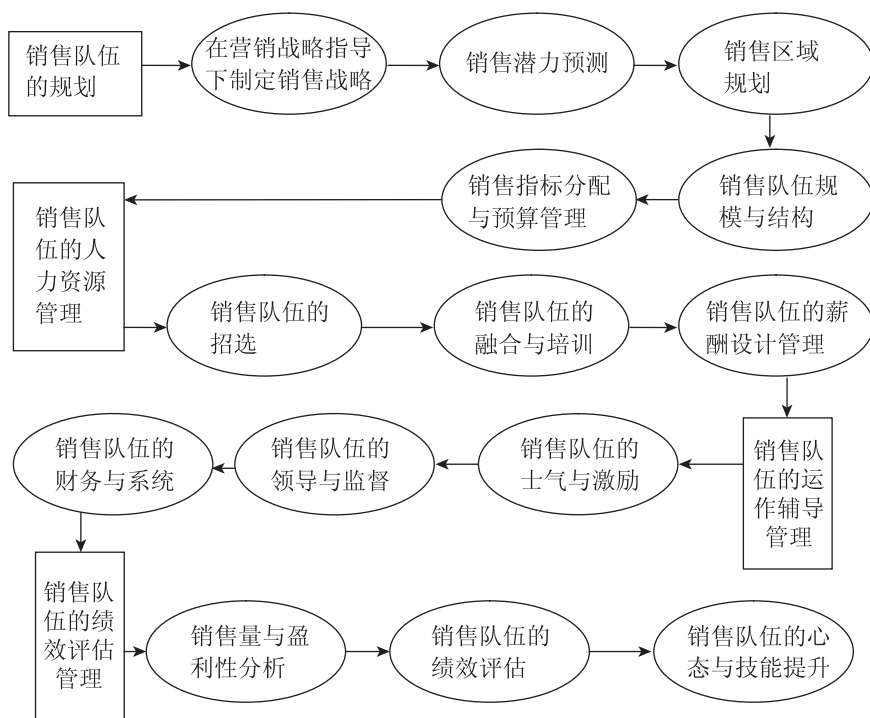 销售队伍
的规划
在营销战略指导
下制定销售战略
销售潜力预测
销售区域
规划
销售队伍规
模与结构
销售指标分配
与预算管理
销售队
伍的人
力资源
管理
销售队伍的
招选
销售队伍的
融合与培训
销售队伍的薪
酬设计管理
销售队
伍的运
作辅导
管理
销售队伍的
士气与激励
销售队伍的
领导与监督
销售队伍的
财务与系统
销售队
伍的绩
效评估
管理
销售量与盈
利性分析
销售队伍的
绩效评估
销售队伍的心
态与技能提升